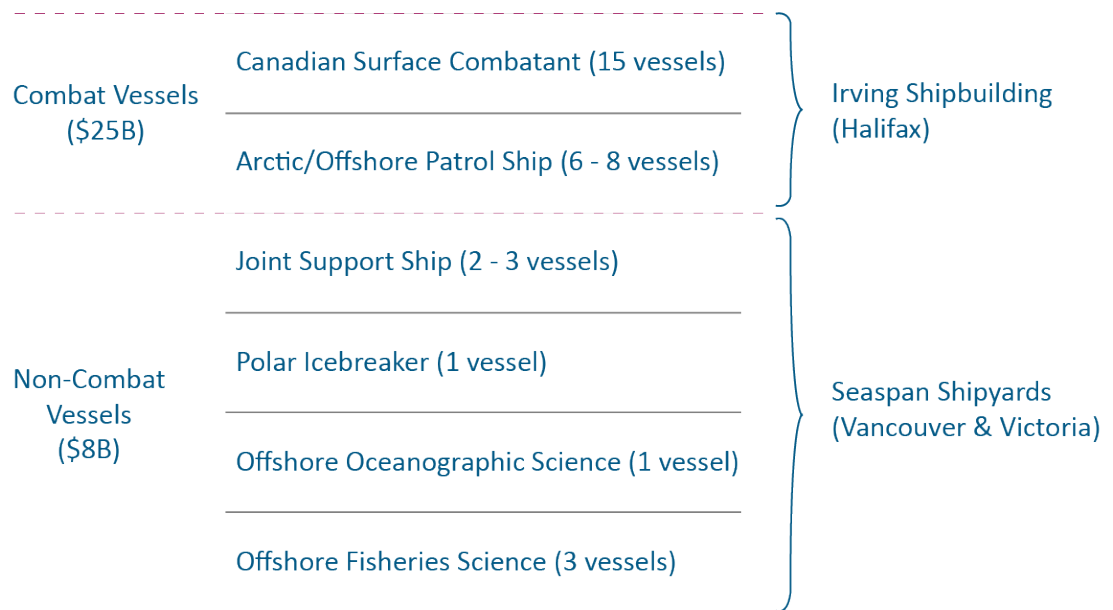 Combat Vessels
($25B)
Canadian Surface Combatant (15 vessels)
Arctic/Offshore Patrol Ship (6 - 8 vessels)
Irving Shipbuilding
(Halifax)
Non-Combat
Vessels
($8B)
Joint Support Ship (2 - 3 vessels)
Polar Icebreaker (1 vessel)
Offshore Oceanographic Science (1 vessel)
Offshore Fisheries Science (3 vessels)
Seaspan Shipyards
(Vancouver & Victoria)